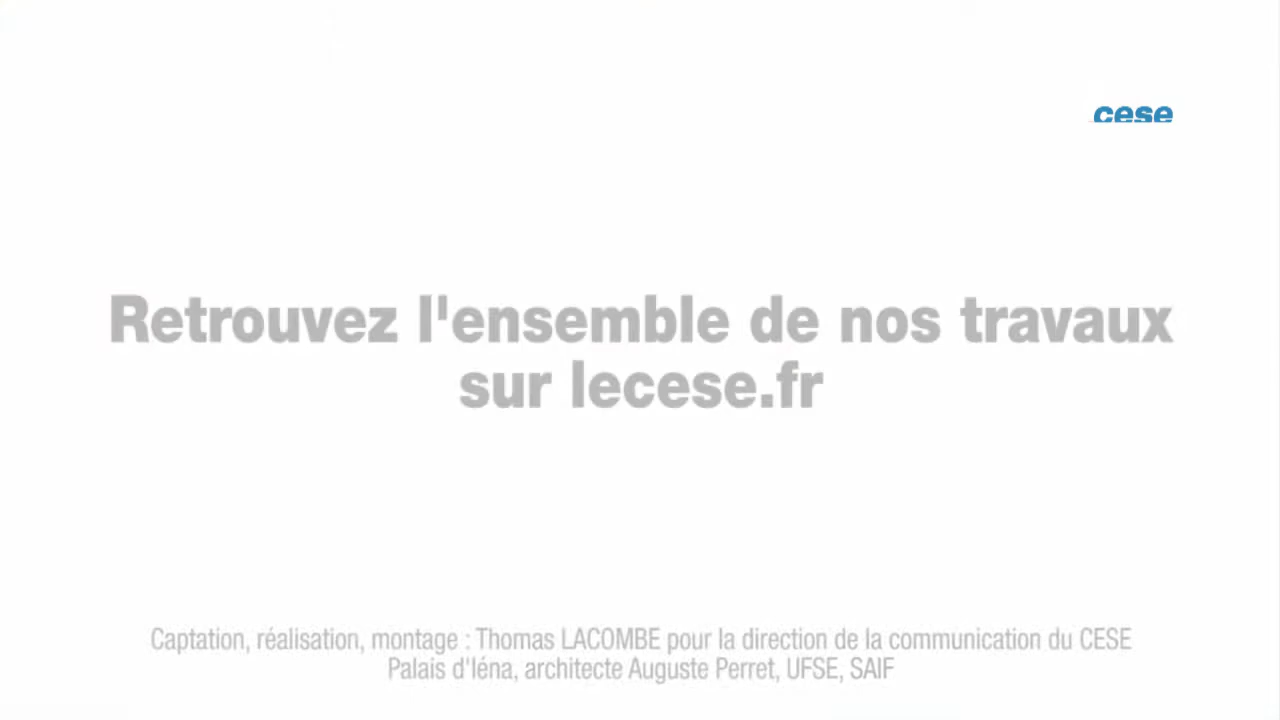 cese
Retrouvez l'ensemble de nos travaux
sur lecese.fr
Captation, réalisation, montage : Thomas LACOMBE pour la direction de la communication du CESE
Palais d'Iéna, architecte Auguste Perret, UFSE, SAIF